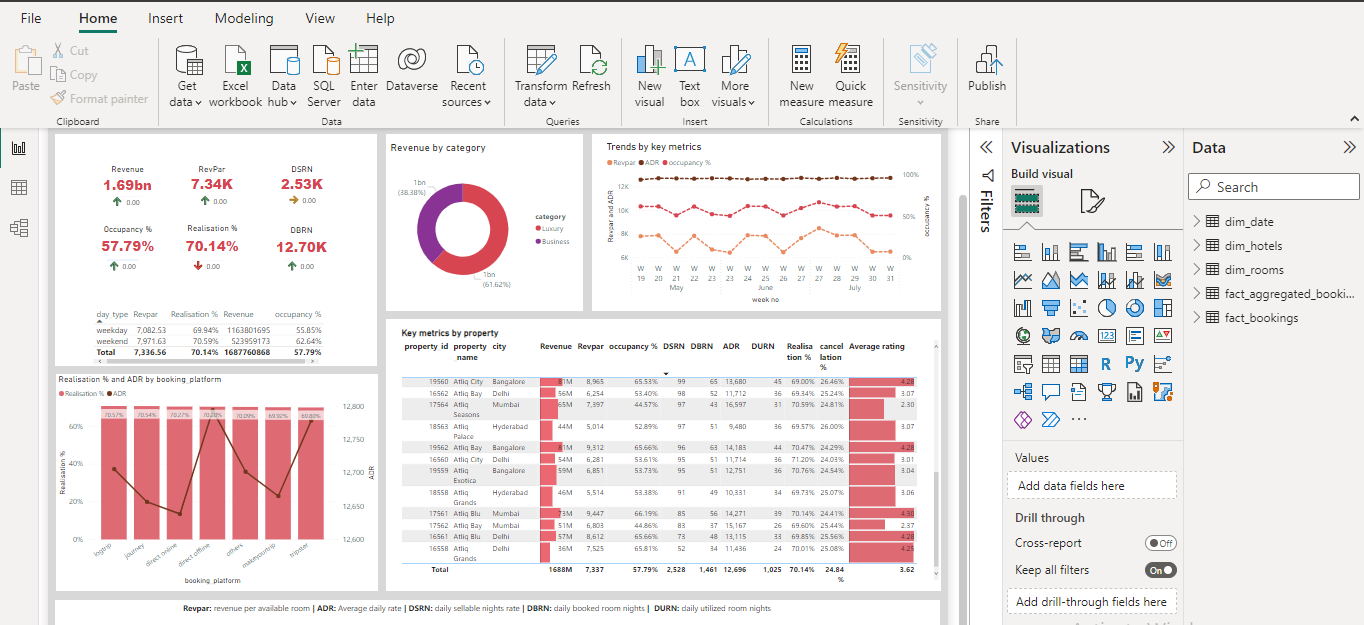 File Home Insert Modeling View Help
Paste Cut Copy Format painter
Clipboard
Get data Excel workbook Data hub SQL Server Enter data Dataverse Recent sources
Data
Transform data Refresh
Queries
New visual Text box More visuals
Insert
New measure Quick measure
Calculations
Sensitivity
Sensitivity
Publish
Share
Revenue RevPar DSRN
1.69bn 7.34K 2.53K
0.00 0.00 0.00
Occupancy % Realisation % DBRN
57.79% 70.14% 12.70K
0.00 0.00 0.00
day_type Revpar Realisation % Revenue occupancy %
weekday 7,082.53 69.94% 1163801695 55.85%
weekend 7,971.63 70.59% 523959173 62.64%
Total 7,336.56 70.14% 1687760868 57.79%
Revenue by category
1bn
(38.38%)
1bn
(61.62%)
category
Luxury
Business
Trends by key metrics
Revpar ADR occupancy %
Revpar and ADR
12K
10K
8K
6K
100%
50%
0%
occupancy %
W 19 W 20 W 21 W 22 W 23 W 23 W 24 W 25 W 26 W 27 W 27 W 28 W 29 W 30 W 31
May June July
week no
Realisation % and ADR by booking_platform
Realisation % ADR
Realisation %
60%
40%
20%
0%
70.57% 70.54% 70.27% 70.20% 70.09% 69.92% 69.80%
12,800
12,750
12,700
12,650
12,600
ADR
logtrip journey direct online direct offline others makeyourtrip tripster
booking_platform
Key metrics by property
property_id property name city Revenue Revpar occupancy % DSRN DBRN ADR DURN Realisa tion % cancel lation % Average rating
19560 Atliq City Bangalore 81M 8,965 65.53% 99 65 13,680 45 69.00% 26.46% 4.28
16562 Atliq Bay Delhi 56M 6,254 53.40% 98 52 11,712 36 69.34% 25.24% 3.07
17564 Atliq Seasons Mumbai 65M 7,397 44.57% 97 43 16,597 31 70.59% 24.81% 2.30
18563 Atliq Palace Hyderabad 44M 5,014 52.89% 97 51 9,480 36 69.57% 26.00% 3.07
19562 Atliq Bay Bangalore 81M 9,312 65.66% 96 63 14,183 44 70.47% 24.29% 4.28
16560 Atliq City Delhi 54M 6,281 53.61% 95 51 11,714 36 71.20% 24.03% 3.01
19559 Atliq Exotica Bangalore 59M 6,851 53.73% 95 51 12,751 36 70.76% 24.54% 3.04
18558 Atliq Grands Hyderabad 46M 5,514 53.38% 91 49 10,331 34 69.73% 25.07% 3.06
17561 Atliq Blu Mumbai 73M 9,447 66.19% 85 56 14,271 39 70.14% 24.41% 4.30
17562 Atliq Bay Mumbai 51M 6,803 44.86% 83 37 15,167 26 69.60% 25.44% 2.37
16561 Atliq Blu Delhi 57M 8,612 65.66% 73 48 13,115 33 69.85% 25.56% 4.28
16558 Atliq Grands Delhi 36M 7,525 65.81% 52 34 11,436 24 70.01% 25.08% 4.25
Total 1688M 7,337 57.79% 2,528 1,461 12,696 1,025 70.14% 24.84 % 3.62
Revpar: revenue per available room | ADR: Average daily rate | DSRN: daily sellable nights rate | DBRN: daily booked room nights | DURN: daily utilized room nights
Filters
Visualizations
Build visual
123
R Py
...
Values
Add data fields here
Drill through
Cross-report Off
Keep all filters On
Add drill-through fields here
Data
Search
dim_date
dim_hotels
dim_rooms
fact_aggregated_booki...
fact_bookings